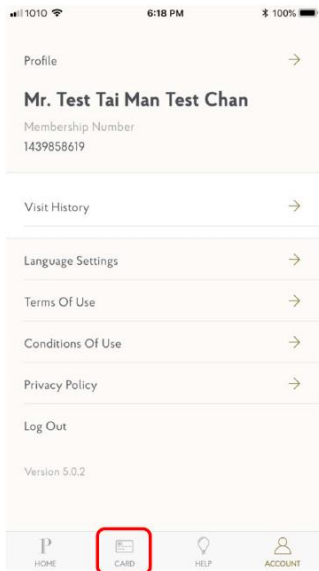 1010 6:18 PM 100%
Profile
Mr. Test Tai Man Test Chan
Membership Number
1439858619
Visit History
Language Settings
Terms Of Use
Conditions Of Use
Privacy Policy
Log Out
Version 5.0.2
P
HOME CARD HELP ACCOUNT